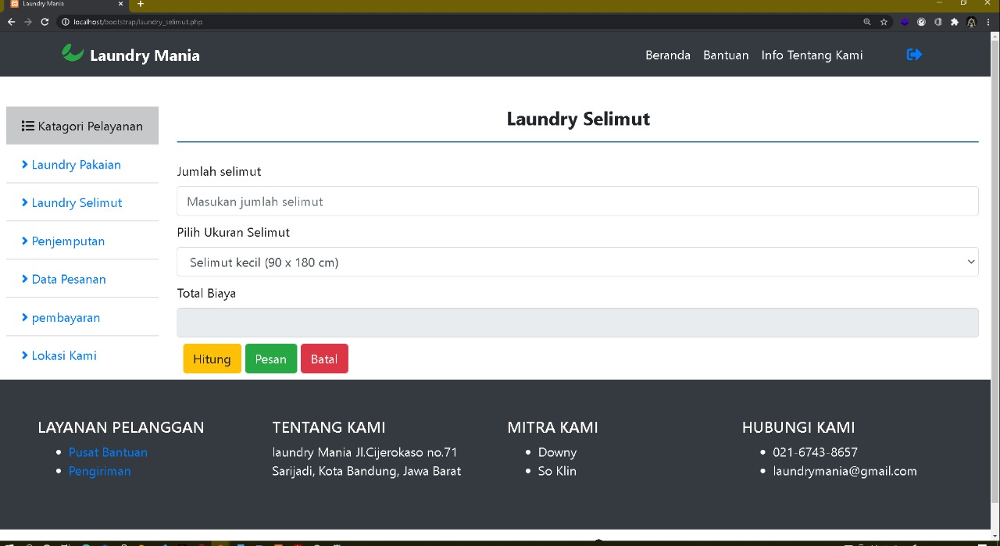 Laundry Mania
localhost/bootstrap/laundry_selimut.php
Laundry Mania
Beranda Bantuan Info Tentang Kami
Katagori Pelayanan
Laundry Pakaian
Laundry Selimut
Penjemputan
Data Pesanan
pembayaran
Lokasi Kami
Laundry Selimut
Jumlah selimut
Masukan jumlah selimut
Pilih Ukuran Selimut
Selimut kecil (90 x 180 cm)
Total Biaya
Hitung Pesan Batal
LAYANAN PELANGGAN
Pusat Bantuan
Pengiriman
TENTANG KAMI
laundry Mania Jl.Cijerokaso no.71
Sarijadi, Kota Bandung, Jawa Barat
MITRA KAMI
Downy
So Klin
HUBUNGI KAMI
021-6743-8657
laundrymania@gmail.com